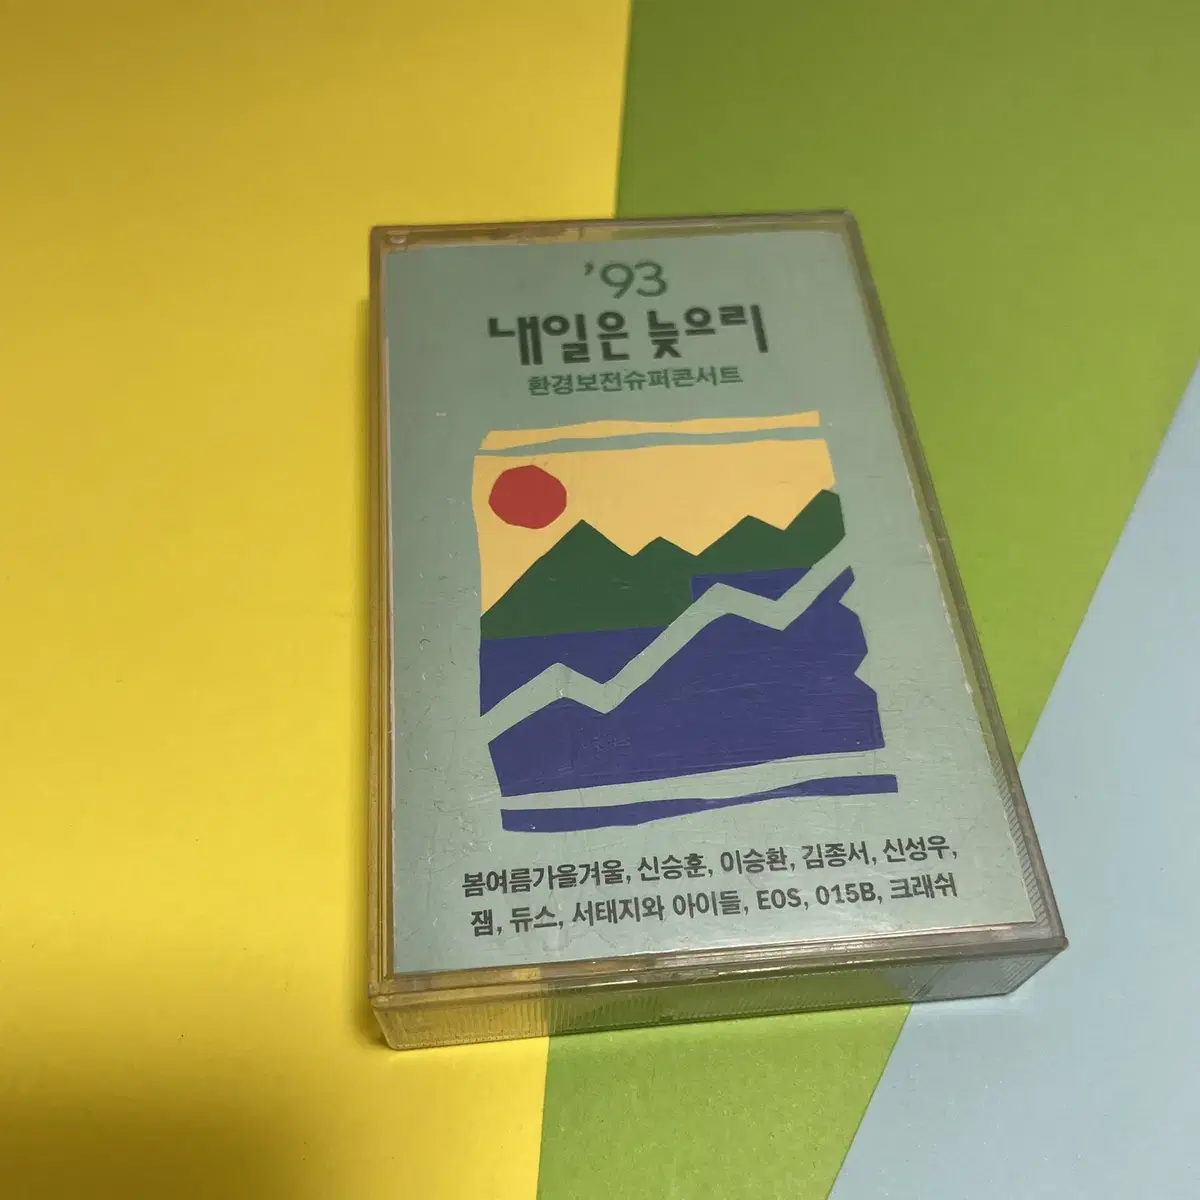 '93
내일은 늦으리
환경보전슈퍼콘서트
봄여름가을겨울, 신승훈, 이승환, 김종서, 신성우,
잼, 듀스, 서태지와 아이들, EOS, 015B, 크래쉬